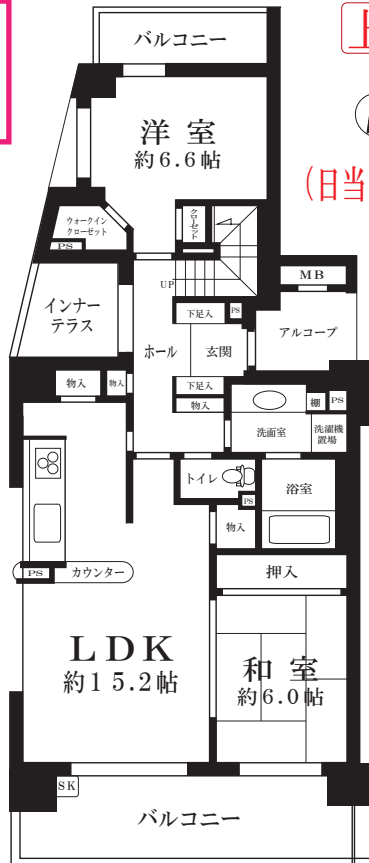 バルコニー
洋室
約6.6帖
(日当
ウォークイン
クローゼット
PS
クローゼット
UP
MB
インナー
テラス
下足入
PS
アルコープ
ホール
玄関
下足入
物入
物入
物入
棚
PS
洗面室
洗濯機
置場
トイレ
浴室
PS
物入
PS
カウンター
押入
LDK
約15.2帖
和室
約6.0帖
SK
バルコニー